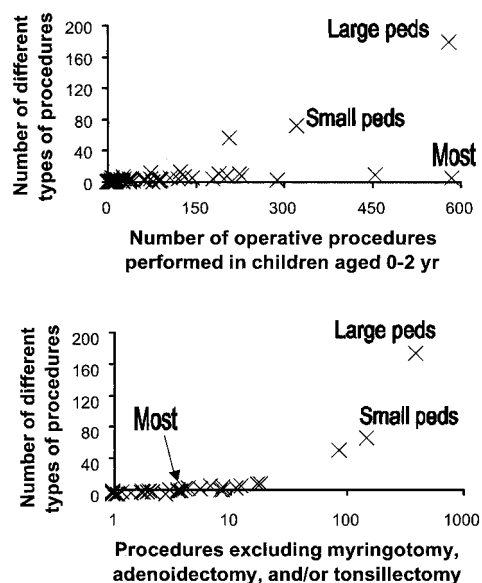 Large peds
Small peds
Most
Number of different
types of procedures
200
160
120
80
40
0
0 150 300 450 600
Number of operative procedures
performed in children aged 0-2 yr
Large peds
Small peds
Most
Number of different
types of procedures
200
160
120
80
40
0
1 10 100 1000
Procedures excluding myringotomy,
adenoidectomy, and/or tonsillectomy